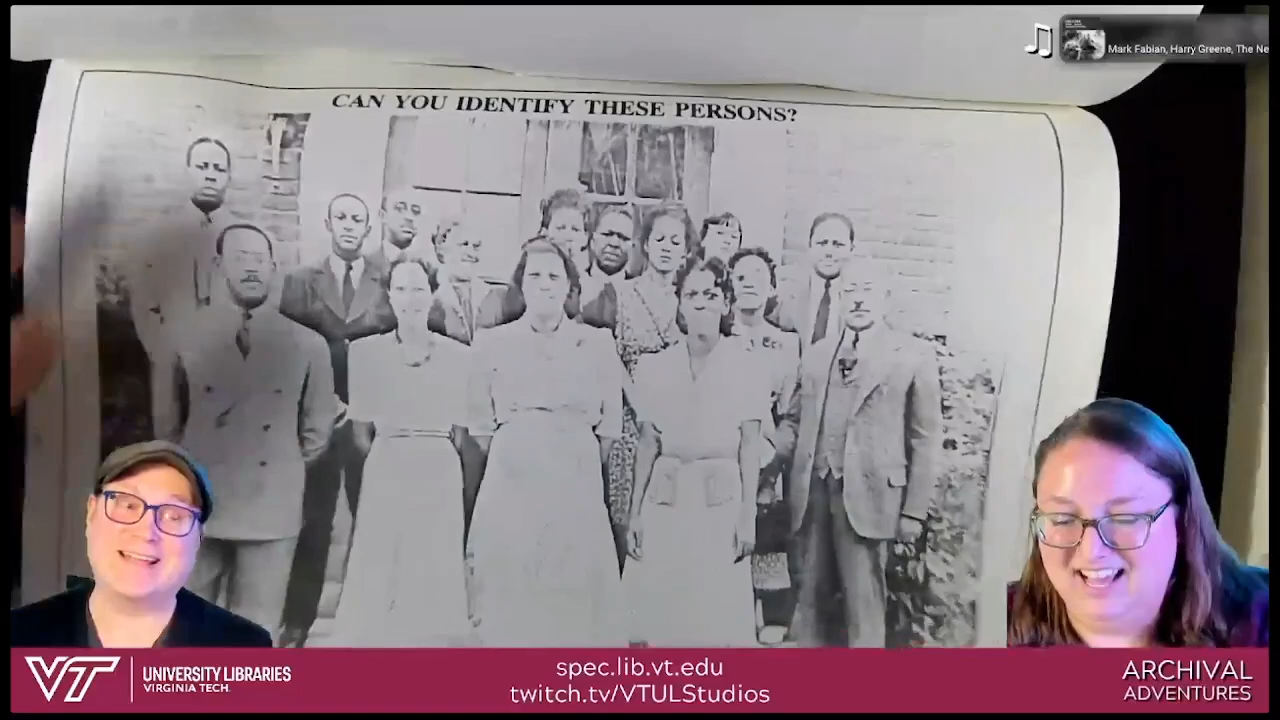 Mark Fabian, Harry Greene, The Ne
CAN YOU IDENTIFY THESE PERSONS?
VT
UNIVERSITY LIBRARIES
VIRGINIA TECH
spec.lib.vt.edu
twitch.tv/VTULStudios
ARCHIVAL
ADVENTURES